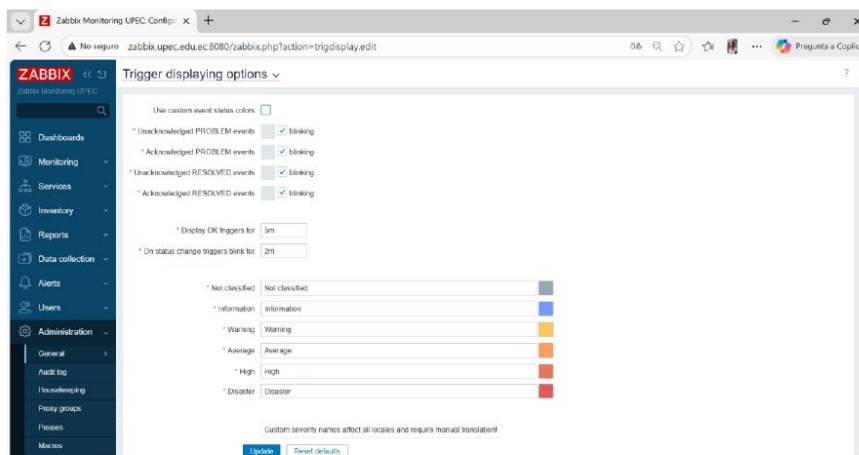 Zabbix Monitoring UPEC: Configu
No seguro
zabbix.upec.edu.ec:8080/zabbix.php?action=trigdisplay.edit
Pregunta a Copilo
ZABBIX
Zabbix Monitoring UPEC
Trigger displaying options
?
Dashboards
Monitoring
Services
Inventory
Reports
Data collection
Alerts
Users
Administration
General
Audit log
Housekeeping
Proxy groups
Proxies
Macros
Use custom event status colors
* Unacknowledged PROBLEM events blinking
* Acknowledged PROBLEM events blinking
* Unacknowledged RESOLVED events blinking
* Acknowledged RESOLVED events blinking
* Display OK triggers for 5m
* On status change triggers blink for 2m
* Not classified Not classified
* Information Information
* Warning Warning
* Average Average
* High High
* Disaster Disaster
Custom severity names affect all locales and require manual translation!
Update Reset defaults